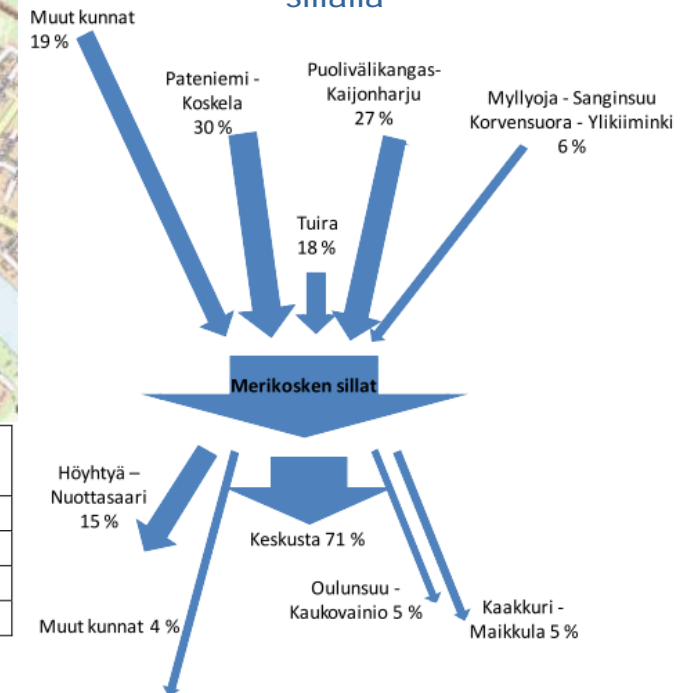 sillalla
Muut kunnat
19 %
Pateniemi -
Koskela
30 %
Puolivälikangas-
Kaijonharju
27 %
Myllyoja - Sanginsuu
Korvensuora - Ylikiiminki
6 %
Tuira
18 %
Merikosken sillat
Höyhtyä –
Nuottasaari
15 %
Keskusta 71 %
Oulunsuu -
Kaukovainio 5 %
Kaakkuri -
Maikkula 5 %
Muut kunnat 4 %